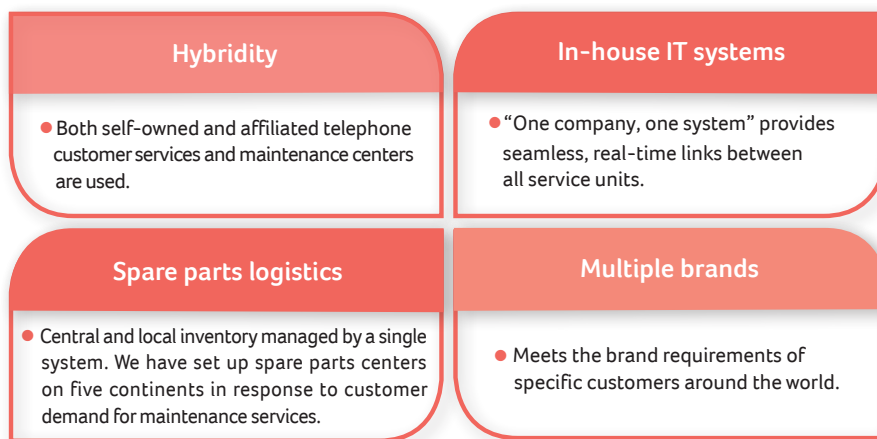 Hybridity
● Both self-owned and affiliated telephone
customer services and maintenance centers
are used.
In-house IT systems
● “One company, one system” provides
seamless, real-time links between
all service units.
Spare parts logistics
● Central and local inventory managed by a single
system. We have set up spare parts centers
on five continents in response to customer
demand for maintenance services.
Multiple brands
● Meets the brand requirements of
specific customers around the world.